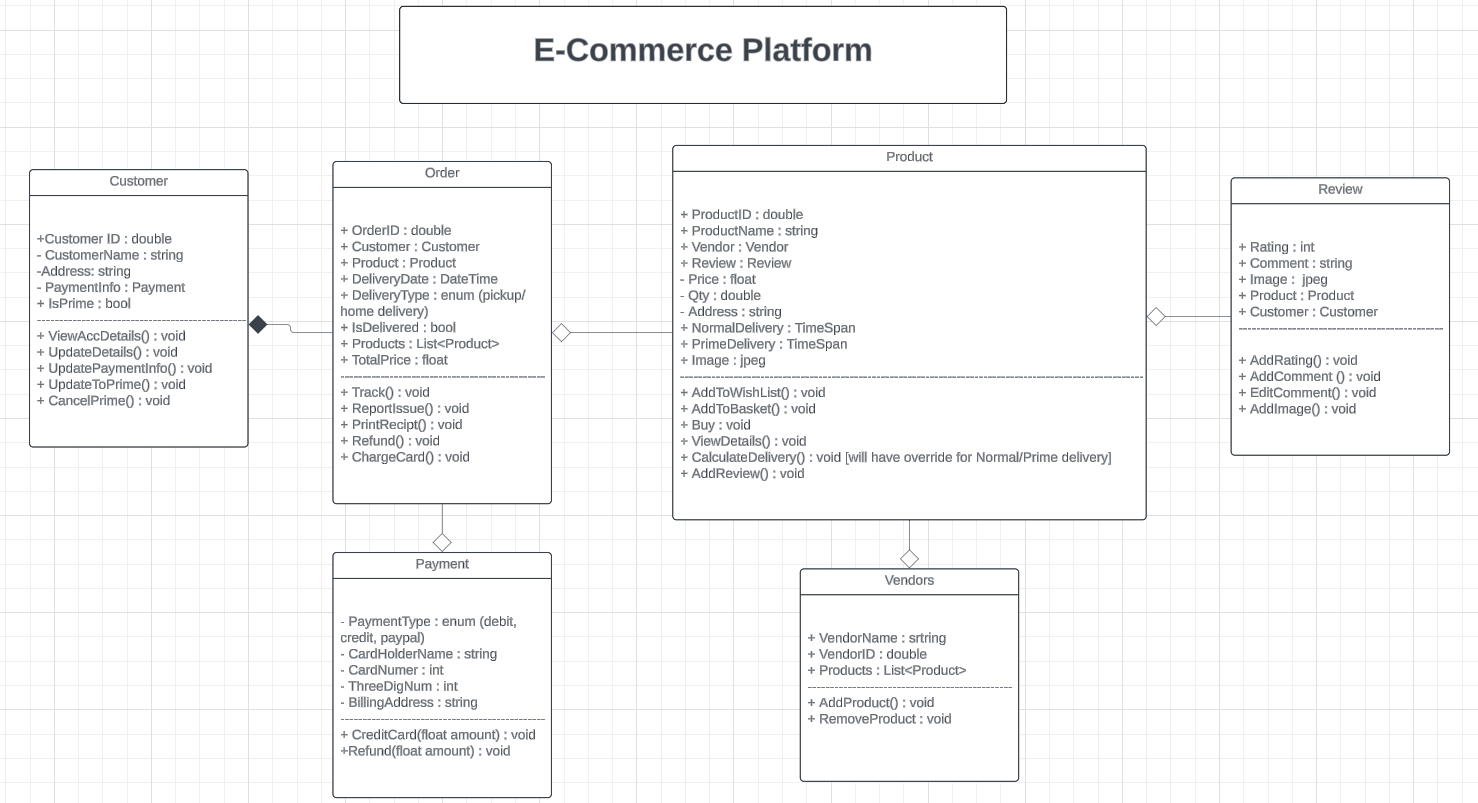 E-Commerce Platform
Customer
+Customer ID : double
- CustomerName : string
-Address: string
- PaymentInfo : Payment
+ IsPrime : bool
+ ViewAccDetails() : void
+ UpdateDetails() : void
+ UpdatePaymentInfo() : void
+ UpdateToPrime() : void
+ CancelPrime() : void
Order
+ OrderID : double
+ Customer : Customer
+ Product : Product
+ DeliveryDate : DateTime
+ DeliveryType : enum (pickup/
home delivery)
+ IsDelivered : bool
+ Products : List<Product>
+ TotalPrice : float
+ Track() : void
+ ReportIssue() : void
+ PrintRecipt() : void
+ Refund() : void
+ ChargeCard() : void
Product
+ ProductID : double
+ ProductName : string
+ Vendor : Vendor
+ Review : Review
- Price : float
- Qty : double
- Address : string
+ NormalDelivery : TimeSpan
+ PrimeDelivery : TimeSpan
+ Image : jpeg
+ AddToWishList() : void
+ AddToBasket() : void
+ Buy : void
+ ViewDetails() : void
+ CalculateDelivery() : void [will have override for Normal/Prime delivery]
+ AddReview() : void
Review
+ Rating : int
+ Comment : string
+ Image :  jpeg
+ Product : Product
+ Customer : Customer
+ AddRating() : void
+ AddComment () : void
+ EditComment() : void
+ AddImage() : void
Payment
- PaymentType : enum (debit,
credit, paypal)
- CardHolderName : string
- CardNumer : int
- ThreeDigNum : int
- BillingAddress : string
+ CreditCard(float amount) : void
+Refund(float amount) : void
Vendors
+ VendorName : srtring
+ VendorID : double
+ Products : List<Product>
+ AddProduct() : void
+ RemoveProduct : void